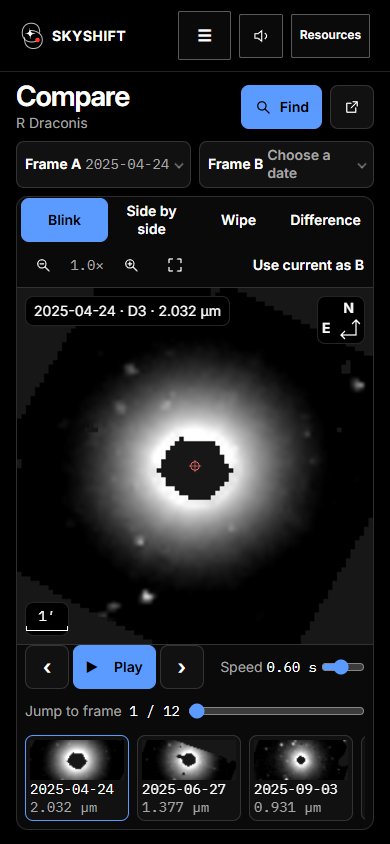 SKYSHIFT
Resources
Compare
R Draconis
Find
Frame A 2025-04-24
Frame B Choose a
date
Blink
Side by
side
Wipe
Difference
1.0×
Use current as B
2025-04-24 · D3 · 2.032 µm
N
E
1′
Play
Speed 0.60 s
Jump to frame 1 / 12
2025-04-24
2.032 µm
2025-06-27
1.377 µm
2025-09-03
0.931 µm